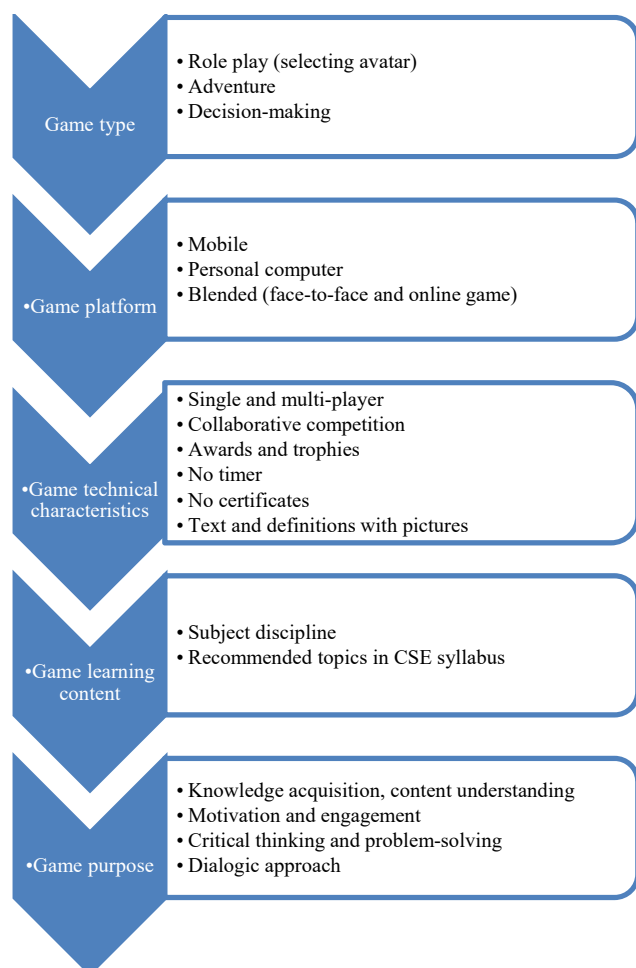 Game type
• Role play (selecting avatar)
• Adventure
• Decision-making
•Game platform
• Mobile
• Personal computer
• Blended (face-to-face and online game)
•Game technical
characteristics
• Single and multi-player
• Collaborative competition
• Awards and trophies
• No timer
• No certificates
• Text and definitions with pictures
•Game learning
content
• Subject discipline
• Recommended topics in CSE syllabus
•Game purpose
• Knowledge acquisition, content understanding
• Motivation and engagement
• Critical thinking and problem-solving
• Dialogic approach